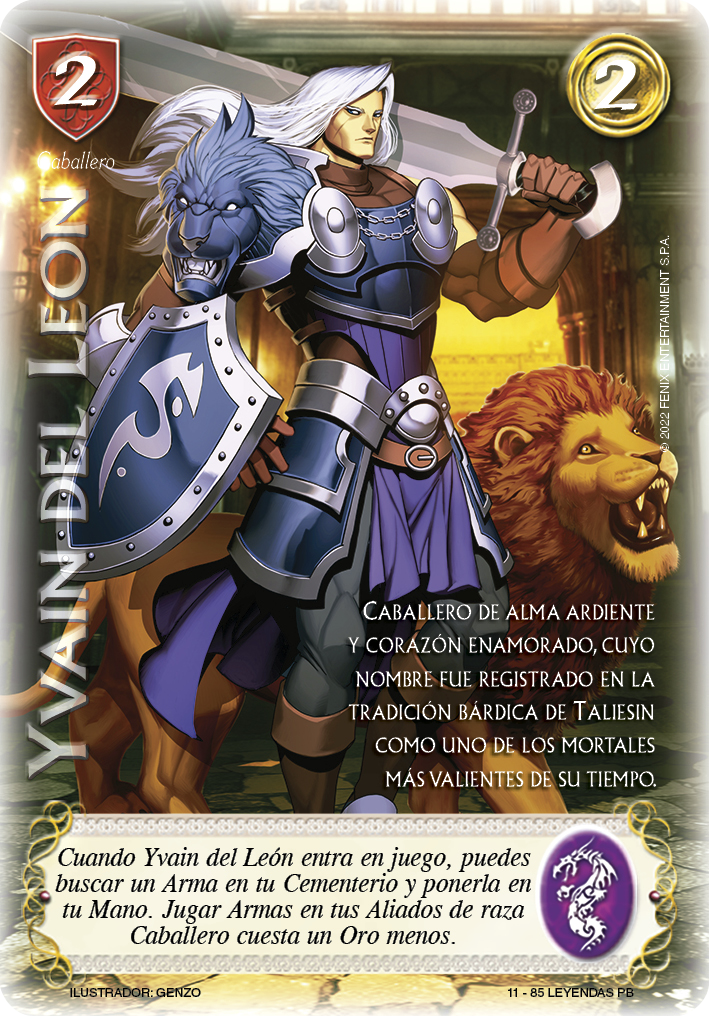 2
2
Caballero
YVAIN DEL LEON
© 2022 FENIX ENTERTAINMENT S.P.A.
CABALLERO DE ALMA ARDIENTE
Y CORAZÓN ENAMORADO, CUYO
NOMBRE FUE REGISTRADO EN LA
TRADICIÓN BÁRDICA DE TALIESIN
COMO UNO DE LOS MORTALES
MÁS VALIENTES DE SU TIEMPO.
Cuando Yvain del León entra en juego, puedes
buscar un Arma en tu Cementerio y ponerla en
tu Mano. Jugar Armas en tus Aliados de raza
Caballero cuesta un Oro menos.
ILUSTRADOR: GENZO
11 - 85 LEYENDAS PB